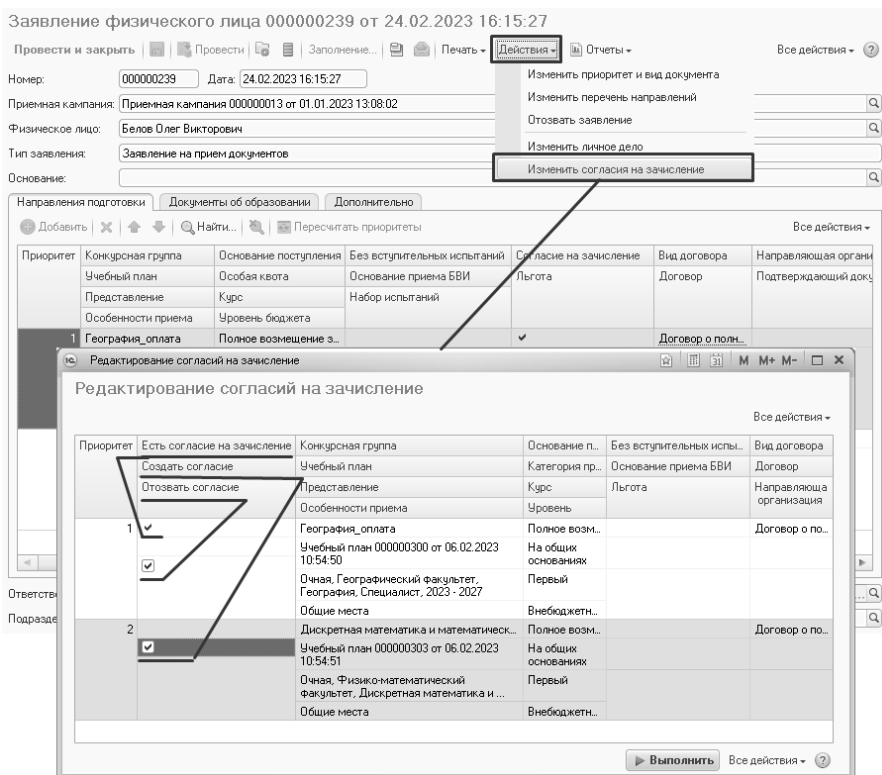 Заявление физического лица 000000239 от 24.02.2023 16:15:27
Провести и закрыть Провести Заполнение... Печать Действия Отчеты Все действия ?
Номер: 000000239 Дата: 24.02.2023 16:15:27
Изменить приоритет и вид документа
Изменить перечень направлений
Отозвать заявление
Изменить личное дело
Изменить согласия на зачисление
Приемная кампания: Приемная кампания 000000013 от 01.01.2023 13:08:02
Физическое лицо: Белов Олег Викторович
Тип заявления: Заявление на прием документов
Основание:
Направления подготовки Документы об образовании Дополнительно
Добавить Найти... Пересчитать приоритеты Все действия
Приоритет Конкурсная группа Основание поступления Без вступительных испытаний Согласие на зачисление Вид договора Направляющая органи
Учебный план Особая квота Основание приема БВИ Льгота Договор Подтверждающий доку
Представление Курс Набор испытаний
Особенности приема Уровень бюджета
1 География_оплата Полное возмещение з... Договор о полн...
Редактирование согласий на зачисление M M+ M-
Редактирование согласий на зачисление
Все действия
Приоритет Есть согласие на зачисление Конкурсная группа Основание п... Без вступительных испы... Вид договора
Создать согласие Учебный план Категория пр... Основание приема БВИ Договор
Отозвать согласие Представление Курс Льгота Направляюща
организация
Особенности приема Уровень
1 География_оплата Полное возм... Договор о по...
Учебный план 000000300 от 06.02.2023 На общих
10:54:50 основаниях
Очная, Географический факультет, Первый
География, Специалист, 2023 - 2027
Общие места Внебюджетн...
2 Дискретная математика и математическ... Полное возм... Договор о по...
Учебный план 000000303 от 06.02.2023 На общих
10:54:51 основаниях
Очная, Физико-математический Первый
факультет, Дискретная математика и ...
Общие места Внебюджетн...
Ответстве
Подразде
Выполнить Все действия ?